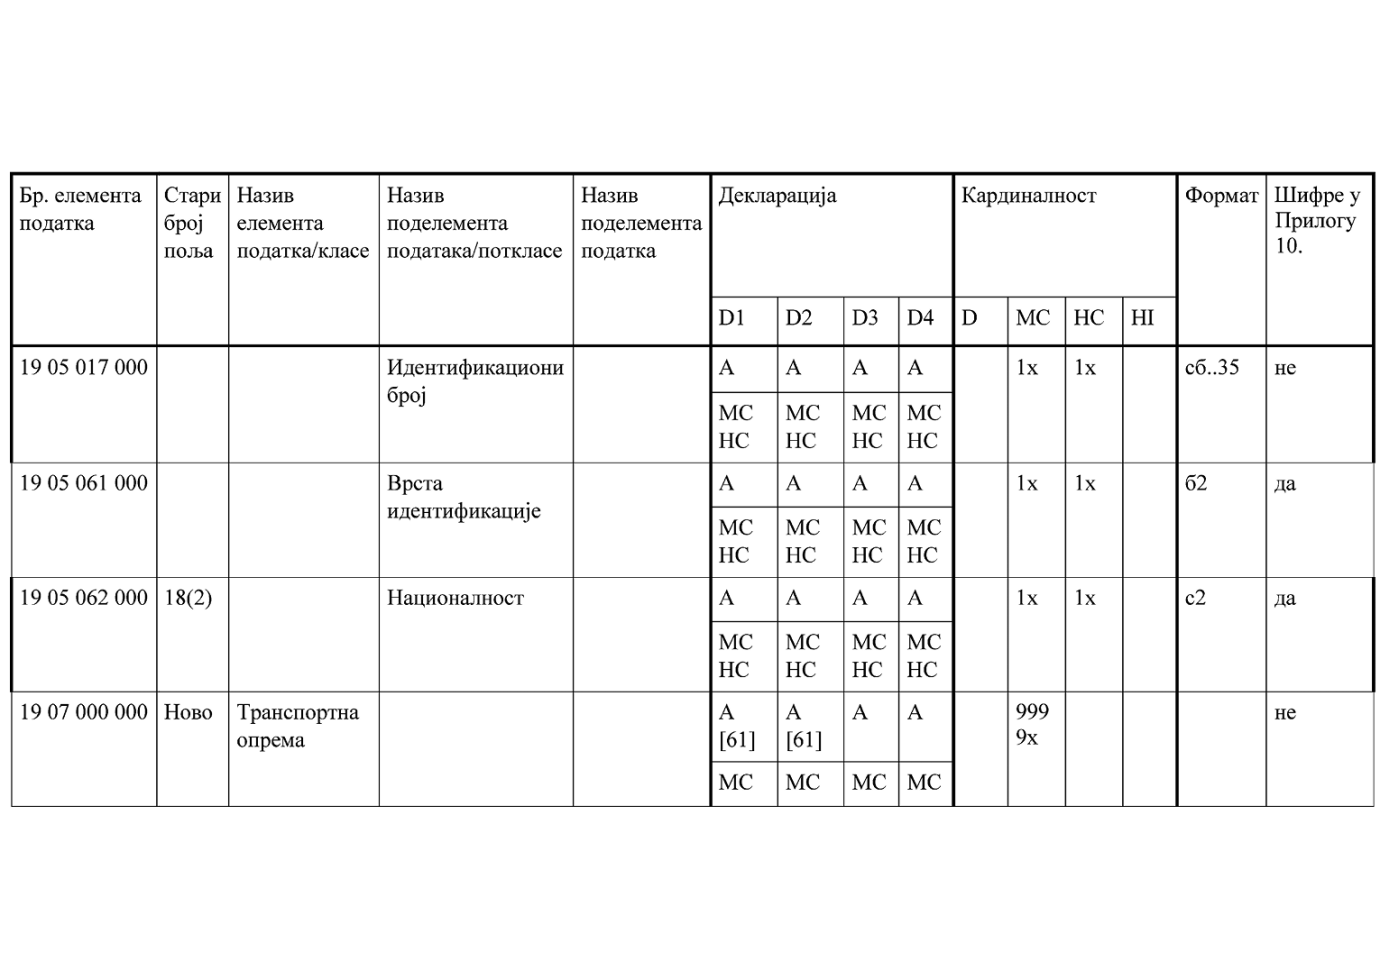 Бр. елемента података
Стари број поља
Назив елемента податка/класе
Назив поделемента података/поткласе
Назив поделемента податка
Декларација
Кардиналност
Формат
Шифре у Прилогу 10.
D1 D2 D3 D4 D MC HC HI
19 05 017 000 Идентификациони број A A A A 1x 1x сб..35 не
MC HC MC HC MC HC MC HC
19 05 061 000 Врста идентификације A A A A 1x 1x б2 да
MC HC MC HC MC HC MC HC
19 05 062 000 18(2) Националност A A A A 1x 1x с2 да
MC HC MC HC MC HC MC HC
19 07 000 000 Ново Транспортна опрема A [61] A [61] A A 999 9x не
MC MC MC MC